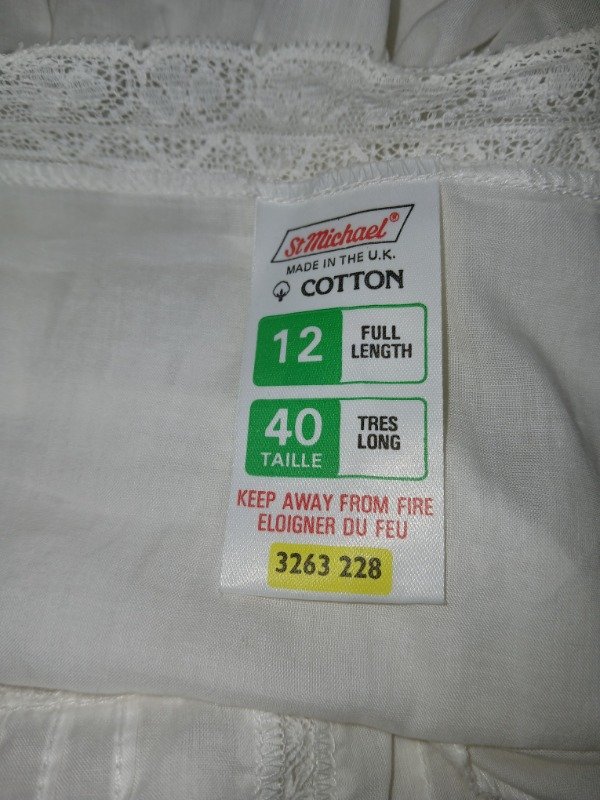 St Michael®
MADE IN THE U.K.
COTTON
12 FULL LENGTH
40 TAILLE TRES LONG
KEEP AWAY FROM FIRE
ELOIGNER DU FEU
3263 228